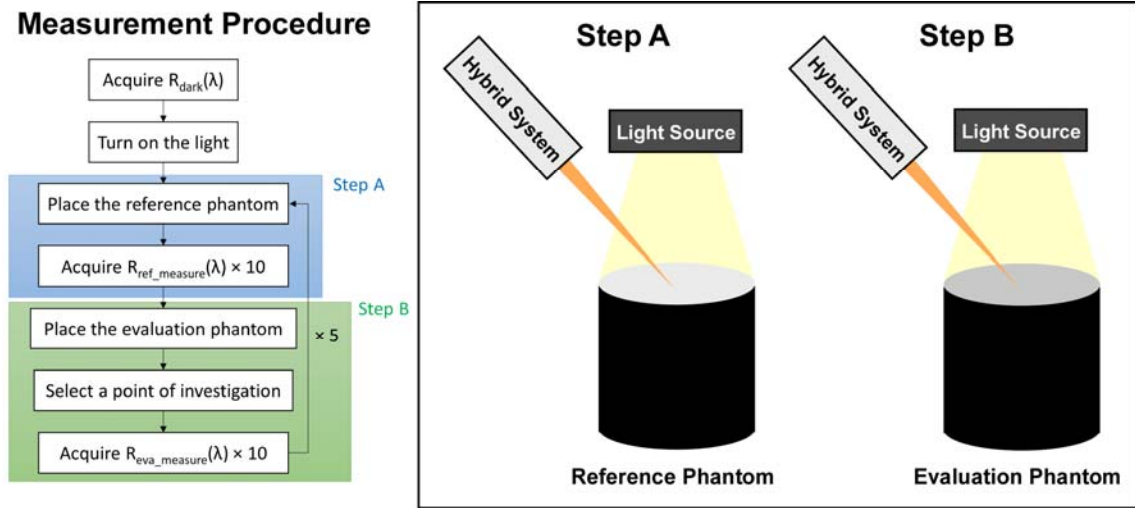 Measurement Procedure
Acquire R_dark(λ)
Turn on the light
Step A
Place the reference phantom
Acquire R_ref_measure(λ) × 10
Step B
Place the evaluation phantom
× 5
Select a point of investigation
Acquire R_eva_measure(λ) × 10
Step A
Hybrid System
Light Source
Reference Phantom
Step B
Hybrid System
Light Source
Evaluation Phantom